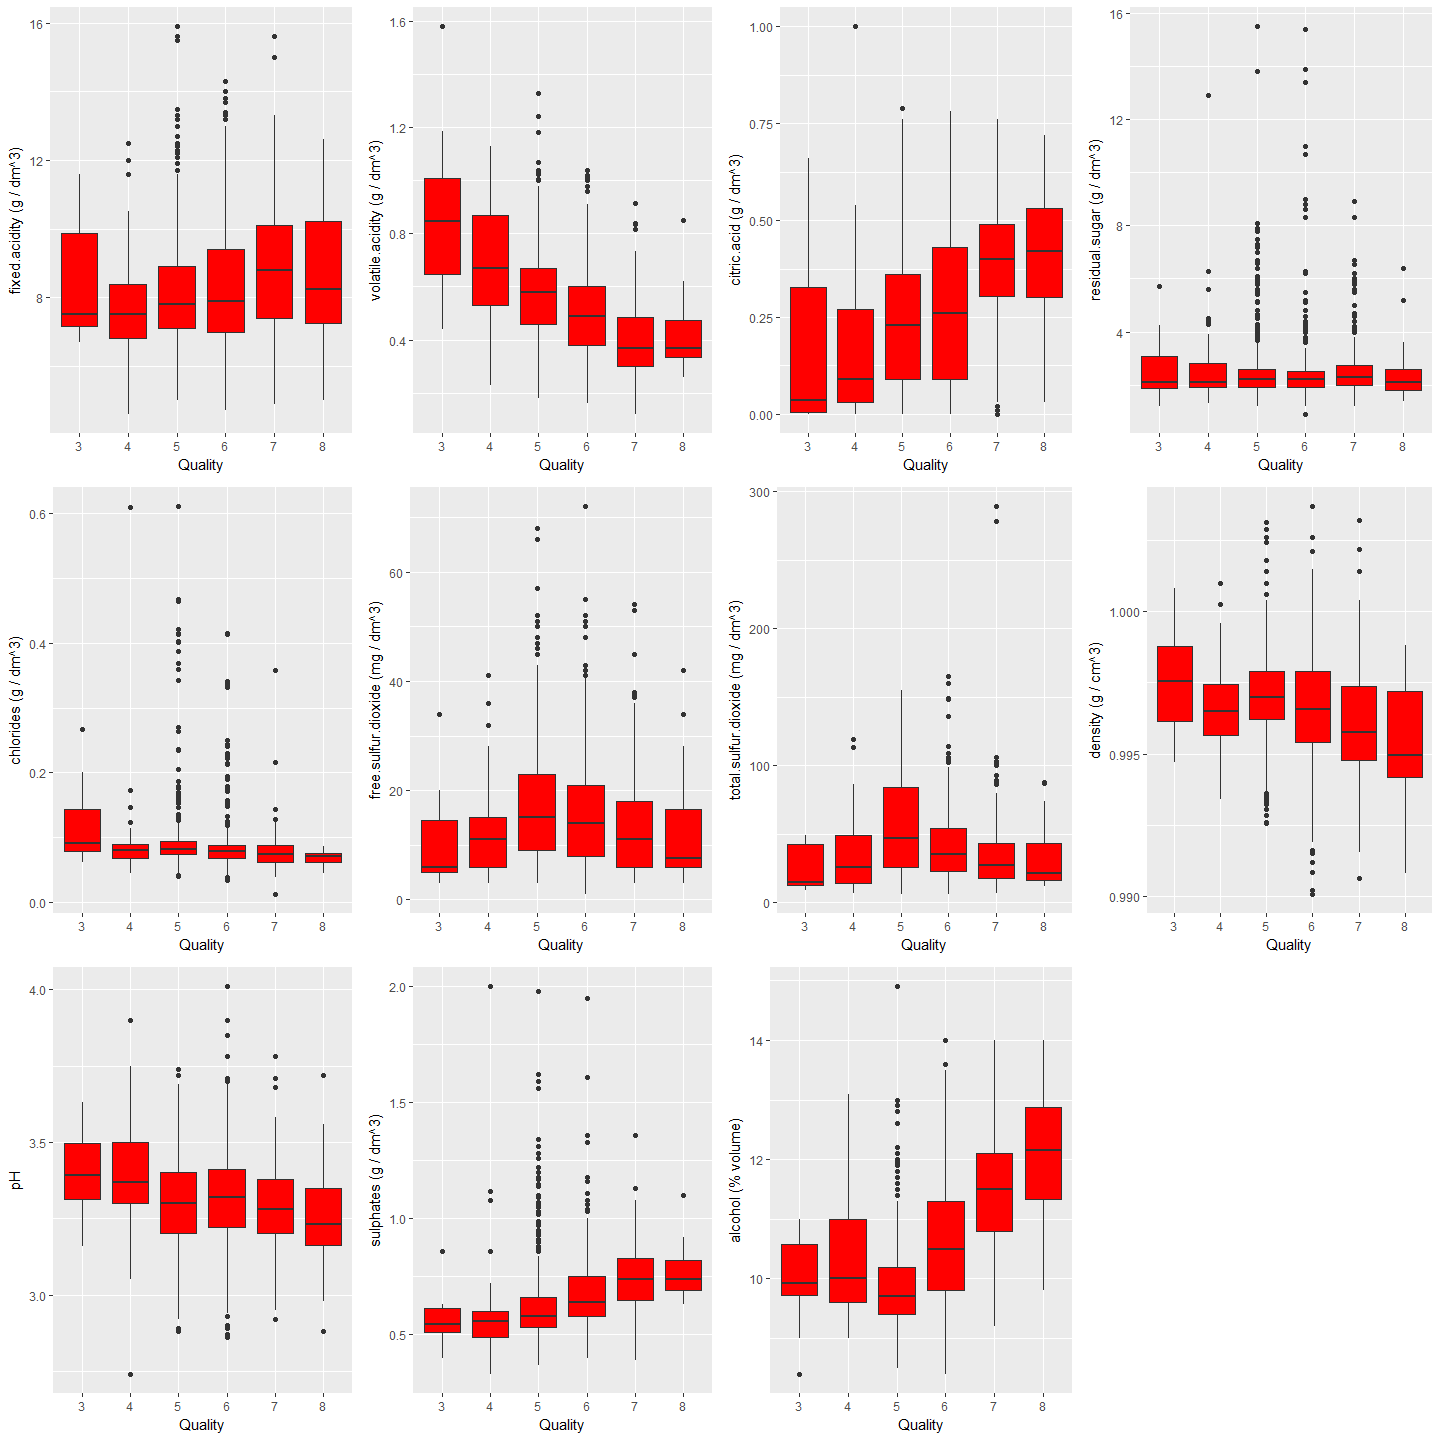 fixed.acidity (g / dm^3)
16
12
8
3 4 5 6 7 8
Quality
volatile.acidity (g / dm^3)
1.6
1.2
0.8
0.4
3 4 5 6 7 8
Quality
citric.acid (g / dm^3)
1.00
0.75
0.50
0.25
0.00
3 4 5 6 7 8
Quality
residual.sugar (g / dm^3)
16
12
8
4
3 4 5 6 7 8
Quality
chlorides (g / dm^3)
0.6
0.4
0.2
0.0
3 4 5 6 7 8
Quality
free.sulfur.dioxide (mg / dm^3)
60
40
20
0
3 4 5 6 7 8
Quality
total.sulfur.dioxide (mg / dm^3)
300
200
100
0
3 4 5 6 7 8
Quality
density (g / cm^3)
1.000
0.995
0.990
3 4 5 6 7 8
Quality
pH
4.0
3.5
3.0
3 4 5 6 7 8
Quality
sulphates (g / dm^3)
2.0
1.5
1.0
0.5
3 4 5 6 7 8
Quality
alcohol (% volume)
14
12
10
3 4 5 6 7 8
Quality